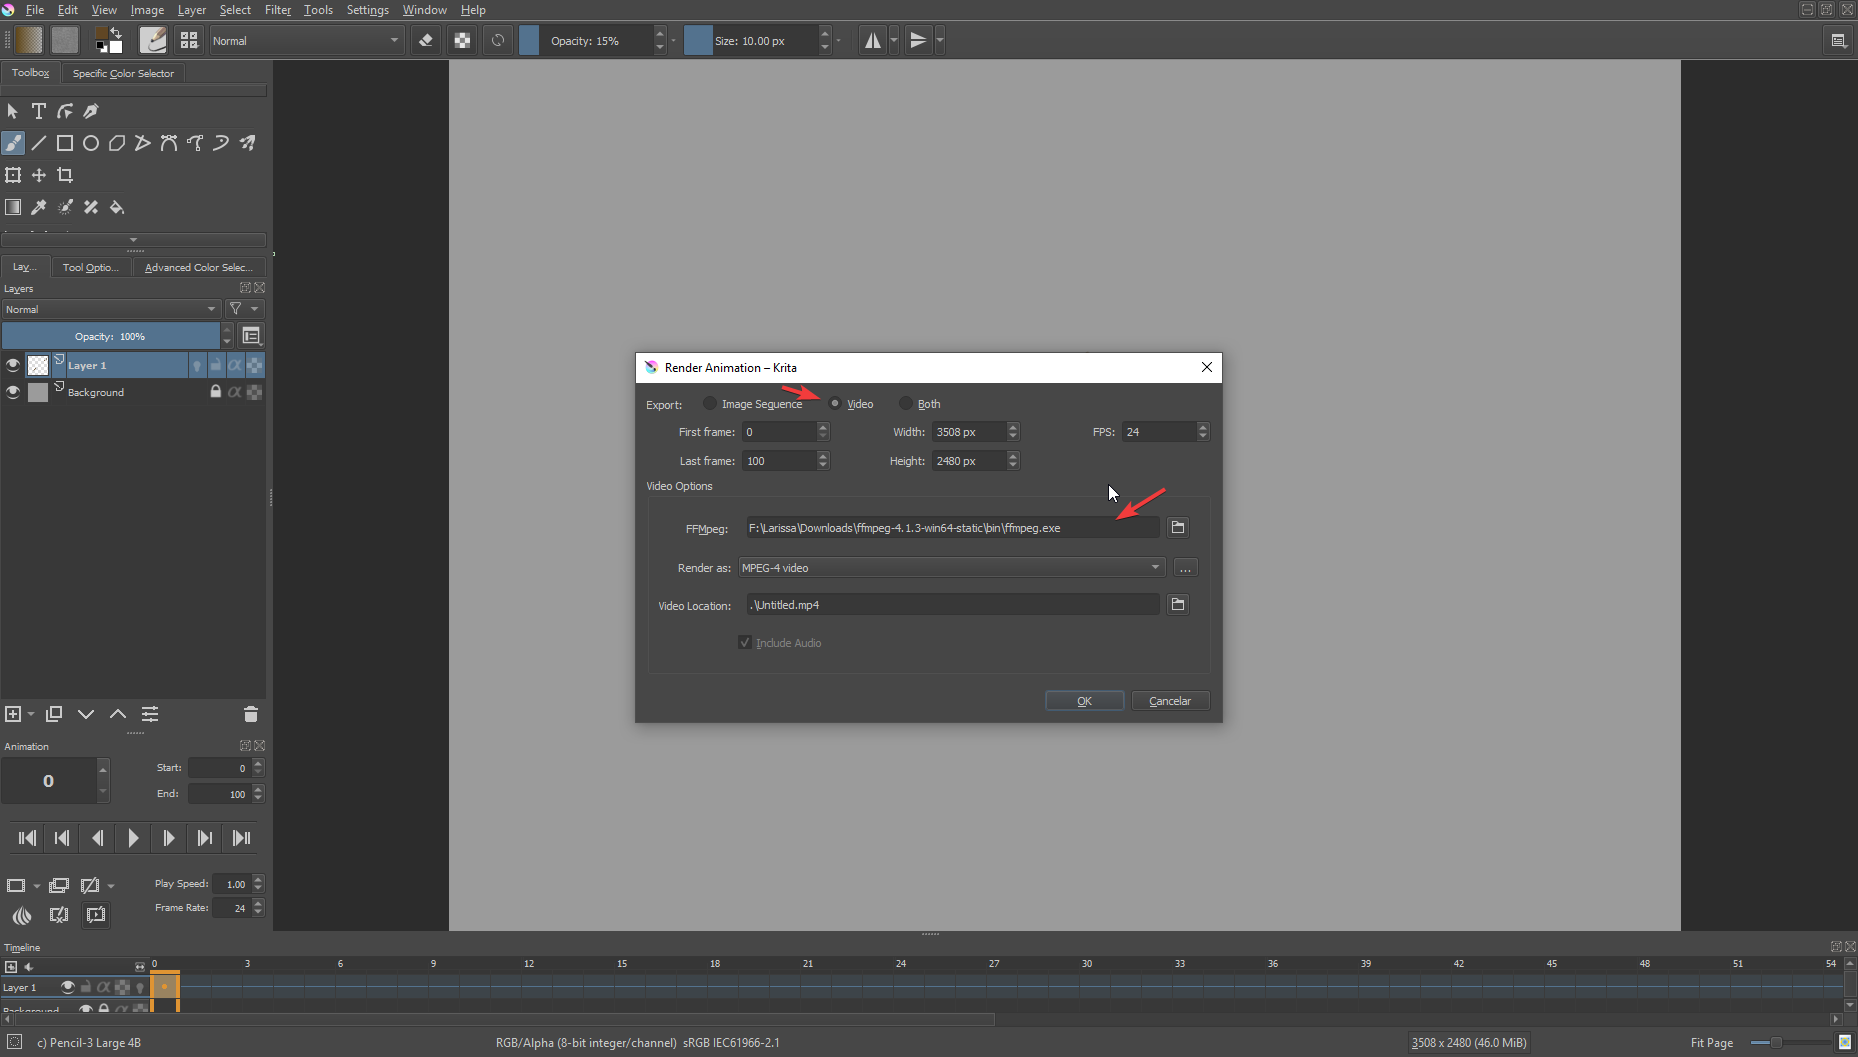 File Edit View Image Layer Select Filter Tools Settings Window Help
Normal Opacity: 15% Size: 10.00 px
Toolbox Specific Color Selector
Lay... Tool Optio... Advanced Color Selec...
Layers
Normal
Opacity: 100%
Layer 1
Background
Render Animation – Krita
Export: Image Sequence Video Both
First frame: 0 Width: 3508 px FPS: 24
Last frame: 100 Height: 2480 px
Video Options
FFMpeg: F:\Larissa\Downloads\ffmpeg-4.1.3-win64-static\bin\ffmpeg.exe
Render as: MPEG-4 video ...
Video Location: .\Untitled.mp4
Include Audio
OK Cancelar
Animation
0 Start: 0
End: 100
Play Speed: 1.00
Frame Rate: 24
Timeline
0 3 6 9 12 15 18 21 24 27 30 33 36 39 42 45 48 51 54
Layer 1
Background
c) Pencil-3 Large 4B RGB/Alpha (8-bit integer/channel) sRGB IEC61966-2.1 3508 x 2480 (46.0 MiB) Fit Page